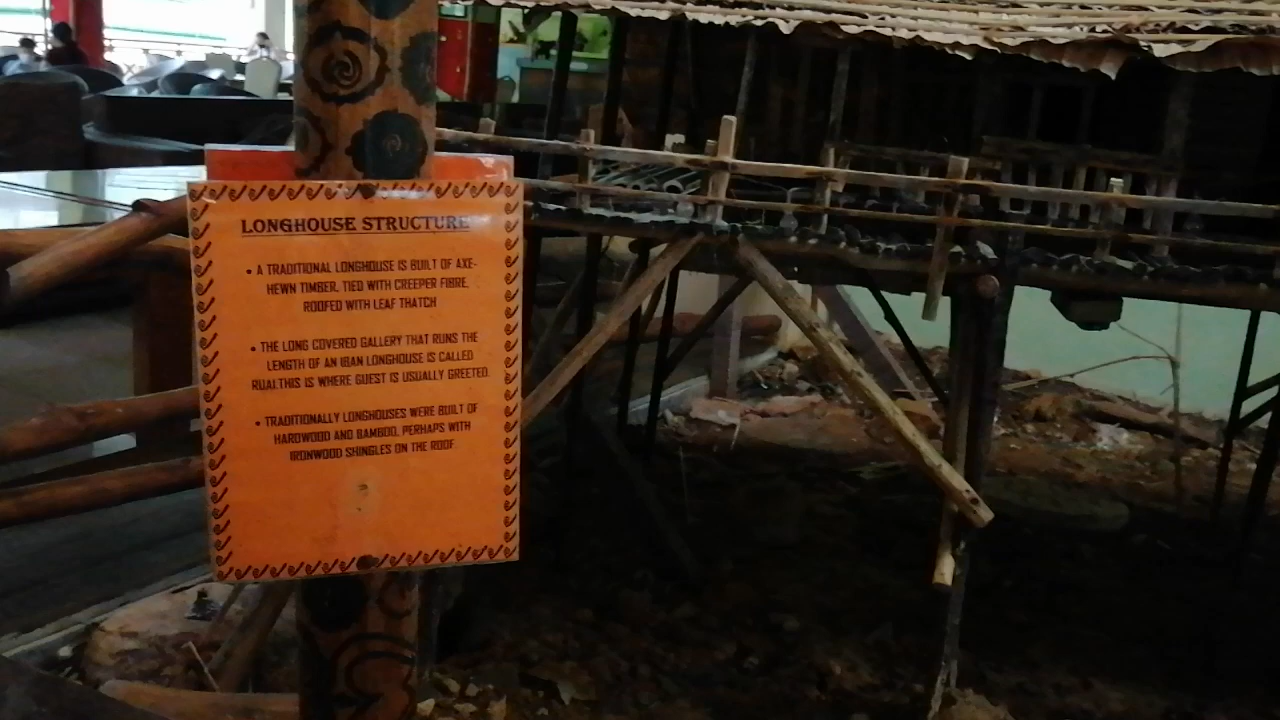 LONGHOUSE STRUCTURE
• A TRADITIONAL LONGHOUSE IS BUILT OF AXE-
HEWN TIMBER, TIED WITH CREEPER FIBRE,
ROOFED WITH LEAF THATCH
• THE LONG COVERED GALLERY THAT RUNS THE
LENGTH OF AN IBAN LONGHOUSE IS CALLED
RUAI.THIS IS WHERE GUEST IS USUALLY GREETED.
• TRADITIONALLY LONGHOUSES WERE BUILT OF
HARDWOOD AND BAMBOO, PERHAPS WITH
IRONWOOD SHINGLES ON THE ROOF